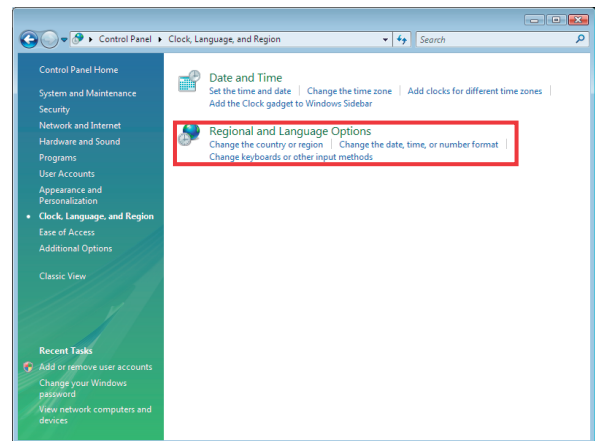 Control Panel ▸ Clock, Language, and Region
Search
Control Panel Home
System and Maintenance
Security
Network and Internet
Hardware and Sound
Programs
User Accounts
Appearance and
Personalization
Clock, Language, and Region
Ease of Access
Additional Options
Classic View
Recent Tasks
Add or remove user accounts
Change your Windows
password
View network computers and
devices
Date and Time
Set the time and date | Change the time zone | Add clocks for different time zones |
Add the Clock gadget to Windows Sidebar
Regional and Language Options
Change the country or region | Change the date, time, or number format |
Change keyboards or other input methods